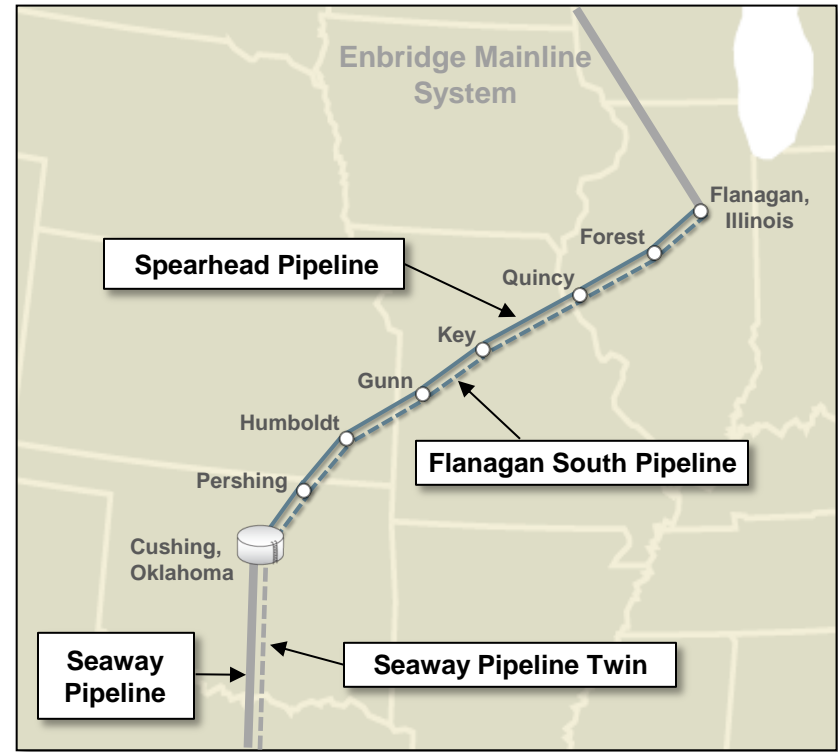 Enbridge Mainline
System
Flanagan,
Illinois
Forest
Spearhead Pipeline
Quincy
Key
Gunn
Humboldt
Flanagan South Pipeline
Pershing
Cushing,
Oklahoma
Seaway
Pipeline
Seaway Pipeline Twin